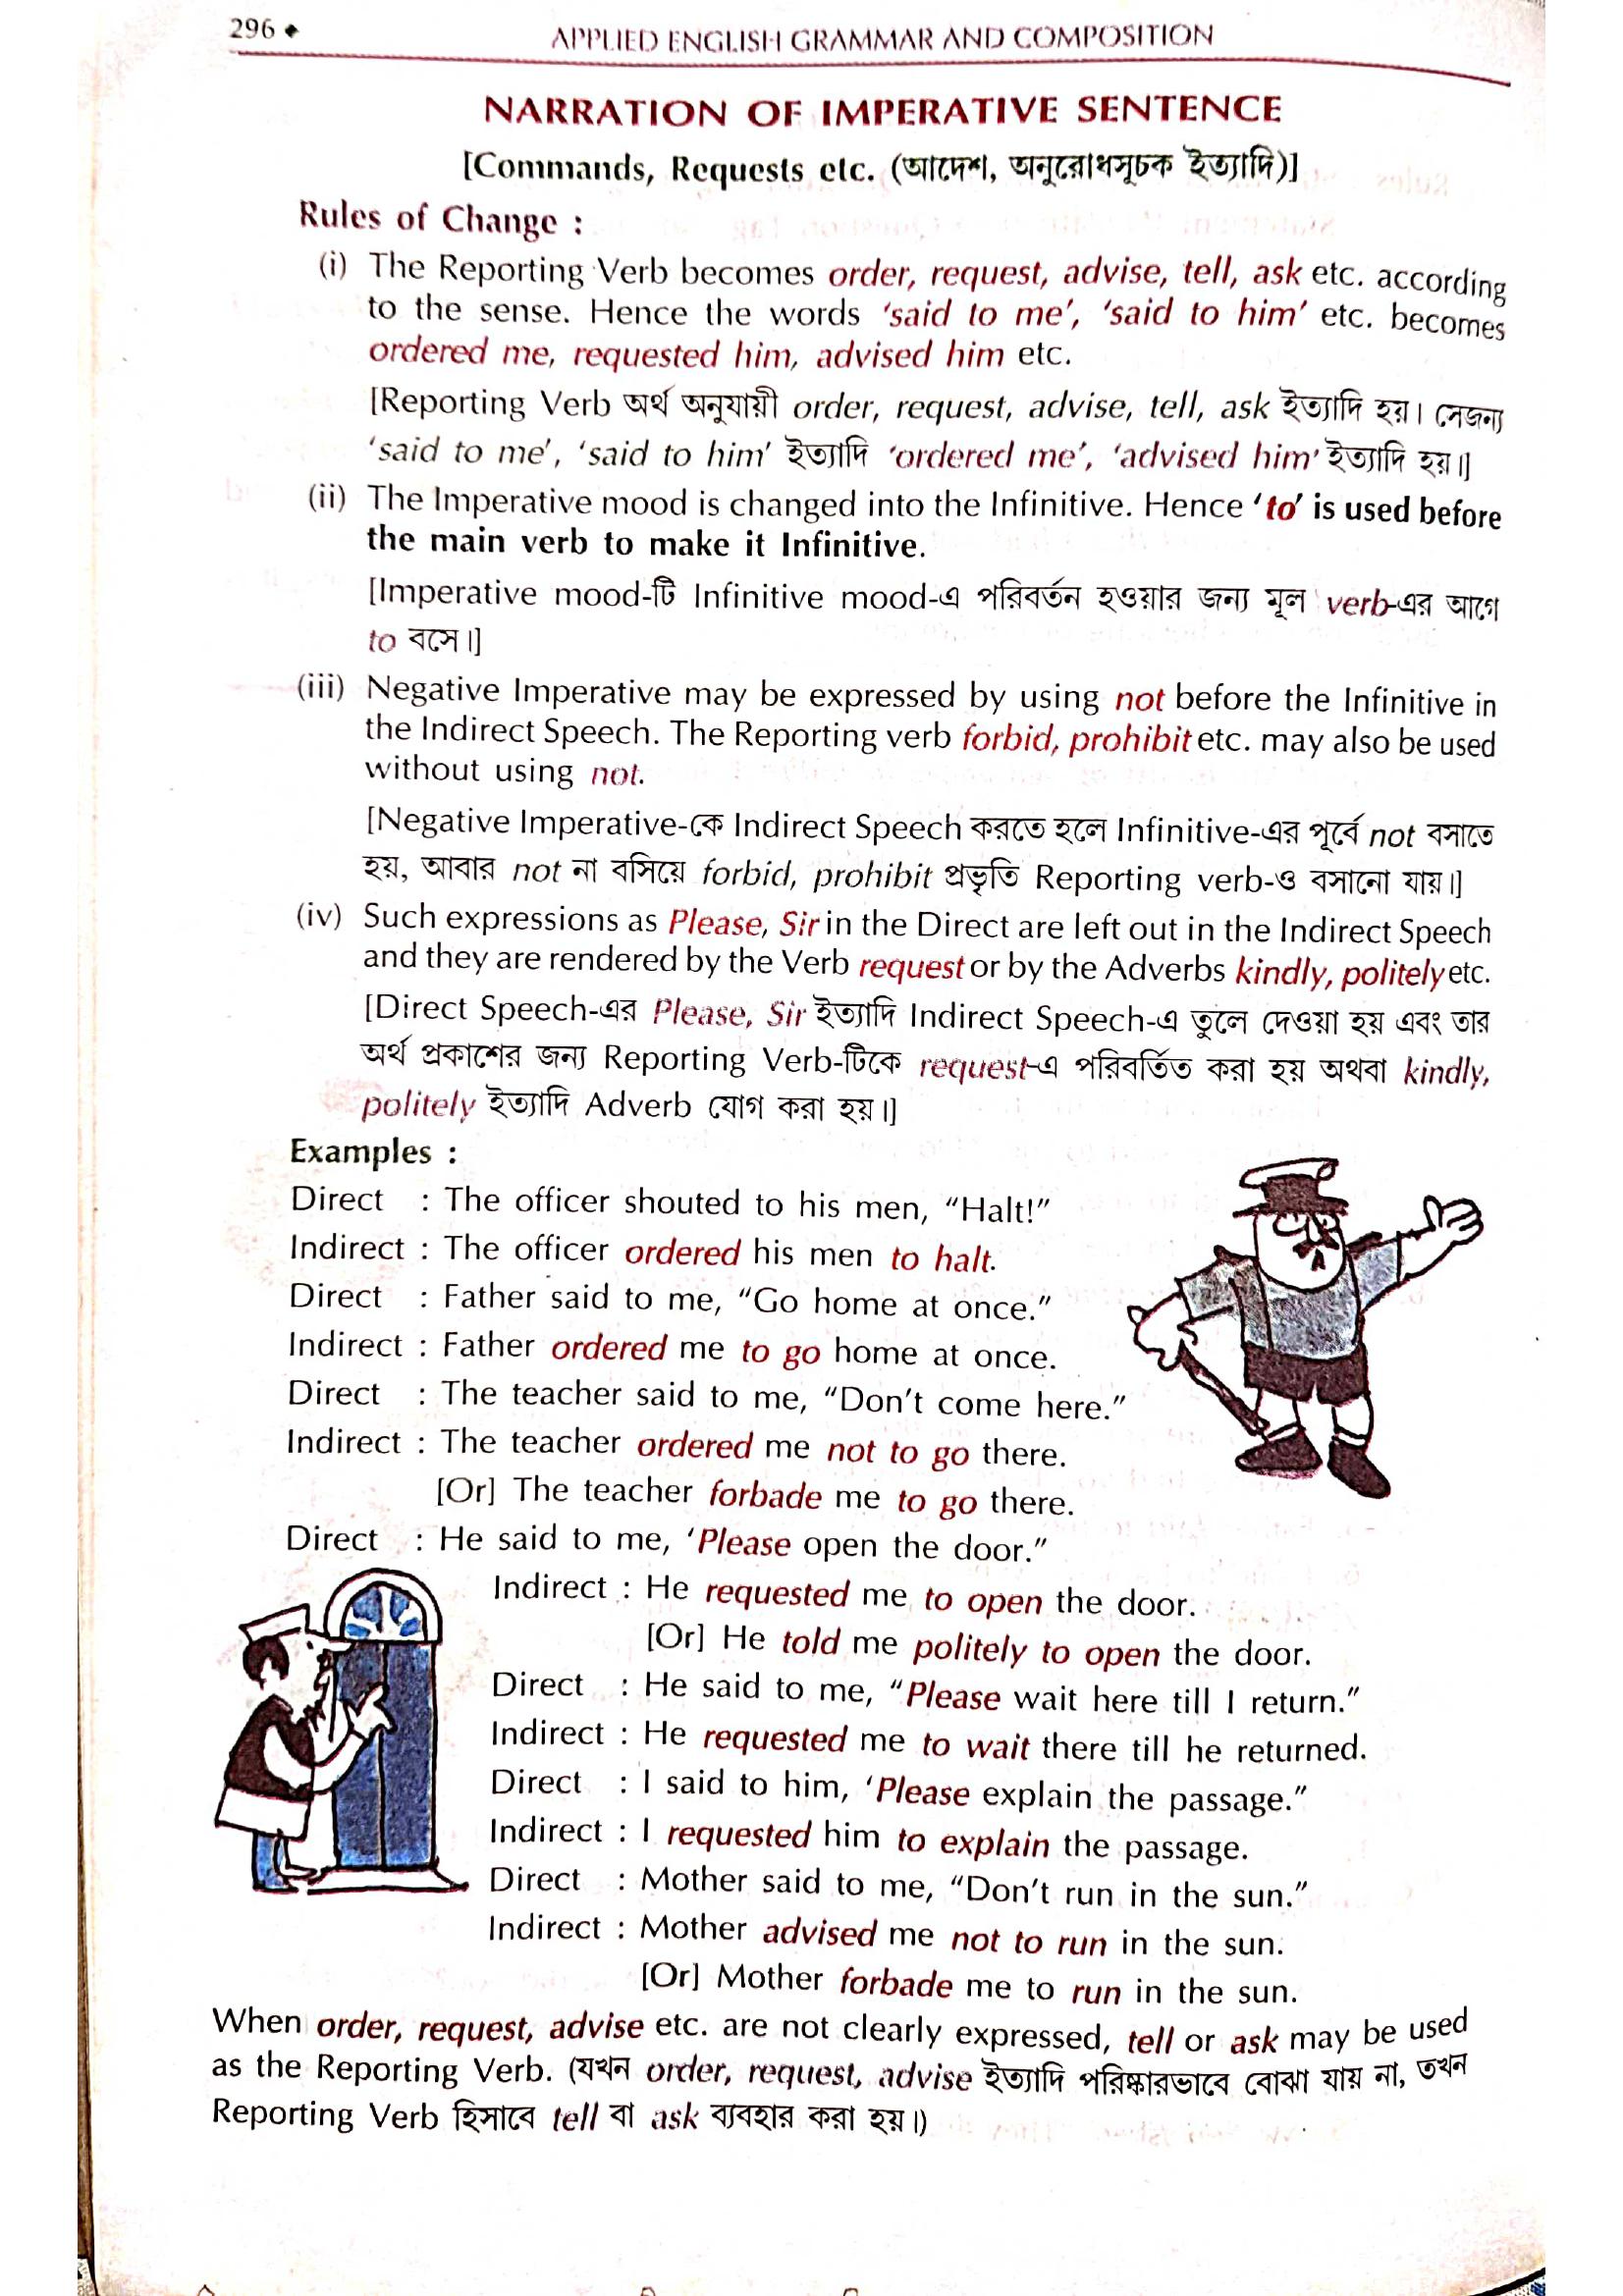 296 ◆
APPLIED ENGLISH GRAMMAR AND COMPOSITION
NARRATION OF IMPERATIVE SENTENCE
[Commands, Requests etc. (আদেশ, অনুরোধসূচক ইত্যাদি)]
Rules of Change :
(i) The Reporting Verb becomes order, request, advise, tell, ask etc. according
to the sense. Hence the words ‘said to me’, ‘said to him’ etc. becomes
ordered me, requested him, advised him etc.
[Reporting Verb অর্থ অনুযায়ী order, request, advise, tell, ask ইত্যাদি হয়। সেজন্য
‘said to me’, ‘said to him’ ইত্যাদি ‘ordered me’, ‘advised him’ ইত্যাদি হয়।]
(ii) The Imperative mood is changed into the Infinitive. Hence ‘to’ is used before
the main verb to make it Infinitive.
[Imperative mood-টি Infinitive mood-এ পরিবর্তন হওয়ার জন্য মূল verb-এর আগে
to বসে।]
(iii) Negative Imperative may be expressed by using not before the Infinitive in
the Indirect Speech. The Reporting verb forbid, prohibit etc. may also be used
without using not.
[Negative Imperative-কে Indirect Speech করতে হলে Infinitive-এর পূর্বে not বসাতে
হয়, আবার not না বসিয়ে forbid, prohibit প্রভৃতি Reporting verb-ও বসানো যায়।]
(iv) Such expressions as Please, Sir in the Direct are left out in the Indirect Speech
and they are rendered by the Verb request or by the Adverbs kindly, politely etc.
[Direct Speech-এর Please, Sir ইত্যাদি Indirect Speech-এ তুলে দেওয়া হয় এবং তার
অর্থ প্রকাশের জন্য Reporting Verb-টিকে request-এ পরিবর্তিত করা হয় অথবা kindly,
politely ইত্যাদি Adverb যোগ করা হয়।]
Examples :
Direct : The officer shouted to his men, “Halt!”
Indirect : The officer ordered his men to halt.
Direct : Father said to me, “Go home at once.”
Indirect : Father ordered me to go home at once.
Direct : The teacher said to me, “Don’t come here.”
Indirect : The teacher ordered me not to go there.
[Or] The teacher forbade me to go there.
Direct : He said to me, ‘Please open the door.”
Indirect : He requested me to open the door.
[Or] He told me politely to open the door.
Direct : He said to me, “Please wait here till I return.”
Indirect : He requested me to wait there till he returned.
Direct : I said to him, ‘Please explain the passage.”
Indirect : I requested him to explain the passage.
Direct : Mother said to me, “Don’t run in the sun.”
Indirect : Mother advised me not to run in the sun.
[Or] Mother forbade me to run in the sun.
When order, request, advise etc. are not clearly expressed, tell or ask may be used
as the Reporting Verb. (যখন order, request, advise ইত্যাদি পরিষ্কারভাবে বোঝা যায় না, তখন
Reporting Verb হিসাবে tell বা ask ব্যবহার করা হয়।)